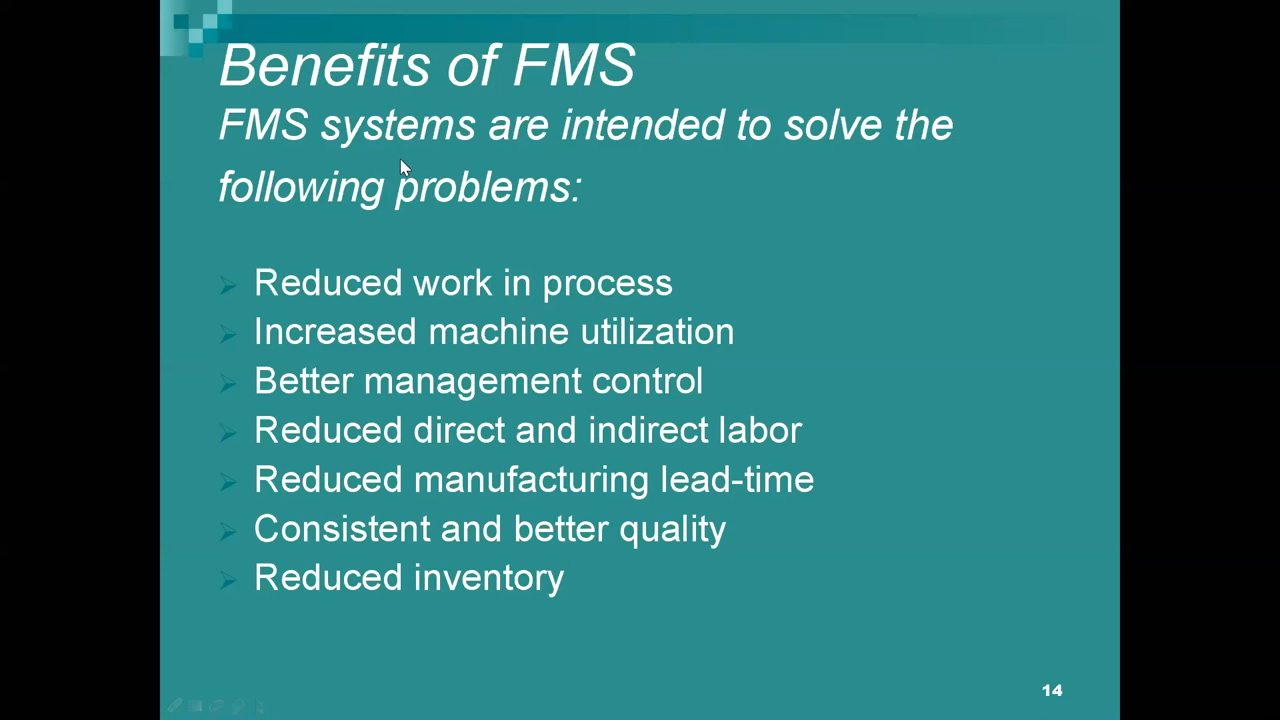 Benefits of FMS
FMS systems are intended to solve the
following problems:
Reduced work in process
Increased machine utilization
Better management control
Reduced direct and indirect labor
Reduced manufacturing lead-time
Consistent and better quality
Reduced inventory
14